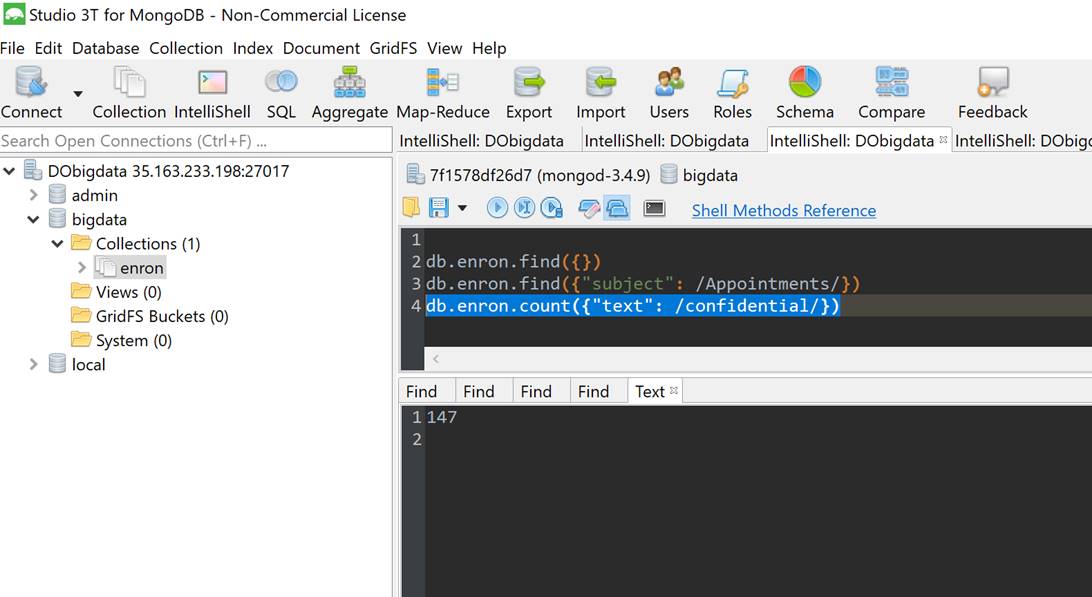 Studio 3T for MongoDB - Non-Commercial License
File Edit Database Collection Index Document GridFS View Help
Connect Collection IntelliShell SQL Aggregate Map-Reduce Export Import Users Roles Schema Compare Feedback
Search Open Connections (Ctrl+F) ...
IntelliShell: DObigdata IntelliShell: DObigdata IntelliShell: DObigdata IntelliShell: DObigd
DObigdata 35.163.233.198:27017
admin
bigdata
Collections (1)
enron
Views (0)
GridFS Buckets (0)
System (0)
local
7f1578df26d7 (mongod-3.4.9) bigdata
Shell Methods Reference
1
2 db.enron.find({})
3 db.enron.find({"subject": /Appointments/})
4 db.enron.count({"text": /confidential/})
Find Find Find Find Text
1 147
2